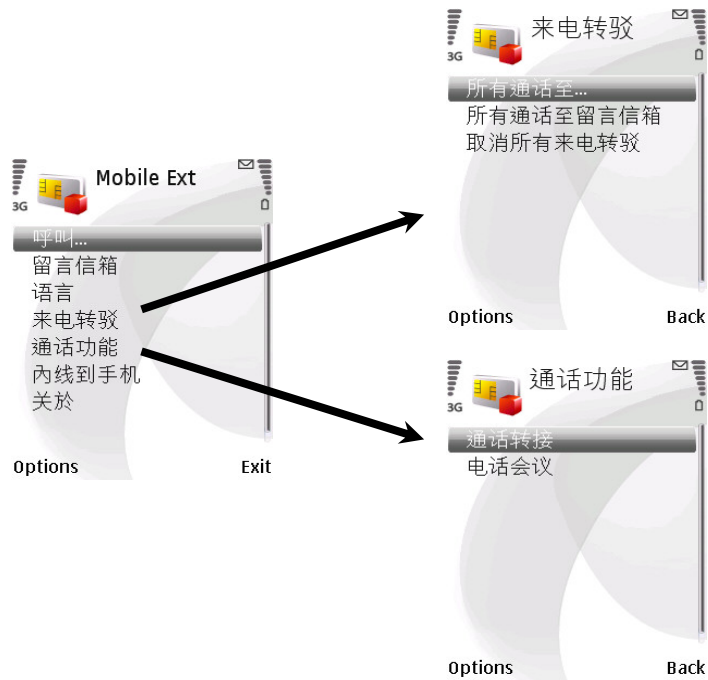 3G
Mobile Ext
呼叫...
留言信箱
语言
来电转驳
通话功能
內线到手机
关於
Options
Exit
3G
来电转驳
所有通话至...
所有通话至留言信箱
取消所有来电转驳
Options
Back
3G
通话功能
通话转接
电话会议
Options
Back